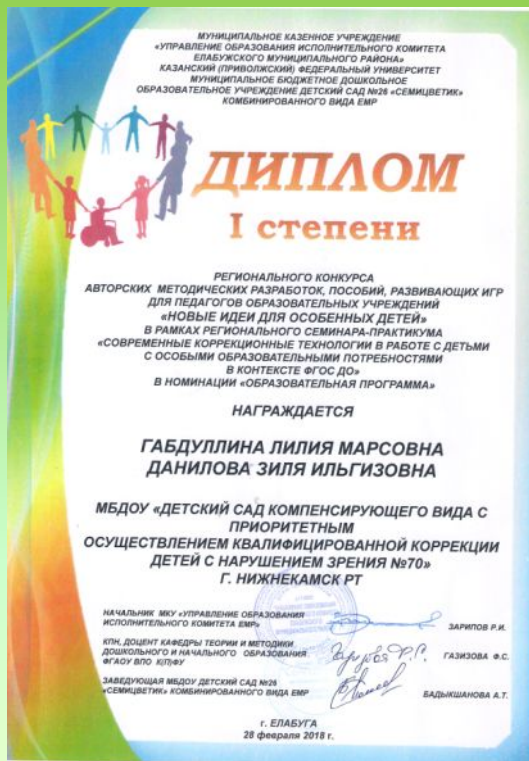 МУНИЦИПАЛЬНОЕ КАЗЕННОЕ УЧРЕЖДЕНИЕ
«УПРАВЛЕНИЕ ОБРАЗОВАНИЯ ИСПОЛНИТЕЛЬНОГО КОМИТЕТА
ЕЛАБУЖСКОГО МУНИЦИПАЛЬНОГО РАЙОНА»
КАЗАНСКИЙ (ПРИВОЛЖСКИЙ) ФЕДЕРАЛЬНЫЙ УНИВЕРСИТЕТ
МУНИЦИПАЛЬНОЕ БЮДЖЕТНОЕ ДОШКОЛЬНОЕ
ОБРАЗОВАТЕЛЬНОЕ УЧРЕЖДЕНИЕ ДЕТСКИЙ САД №26 «СЕМИЦВЕТИК»
КОМБИНИРОВАННОГО ВИДА ЕМР
ДИПЛОМ
I степени
РЕГИОНАЛЬНОГО КОНКУРСА
АВТОРСКИХ МЕТОДИЧЕСКИХ РАЗРАБОТОК, ПОСОБИЙ, РАЗВИВАЮЩИХ ИГР
ДЛЯ ПЕДАГОГОВ ОБРАЗОВАТЕЛЬНЫХ УЧРЕЖДЕНИЙ
«НОВЫЕ ИДЕИ ДЛЯ ОСОБЕННЫХ ДЕТЕЙ»
В РАМКАХ РЕГИОНАЛЬНОГО СЕМИНАРА-ПРАКТИКУМА
«СОВРЕМЕННЫЕ КОРРЕКЦИОННЫЕ ТЕХНОЛОГИИ В РАБОТЕ С ДЕТЬМИ
С ОСОБЫМИ ОБРАЗОВАТЕЛЬНЫМИ ПОТРЕБНОСТЯМИ
В КОНТЕКСТЕ ФГОС ДО»
В НОМИНАЦИИ «ОБРАЗОВАТЕЛЬНАЯ ПРОГРАММА»
НАГРАЖДАЕТСЯ
ГАБДУЛЛИНА ЛИЛИЯ МАРСОВНА
ДАНИЛОВА ЗИЛЯ ИЛЬГИЗОВНА
МБДОУ «ДЕТСКИЙ САД КОМПЕНСИРУЮЩЕГО ВИДА С
ПРИОРИТЕТНЫМ
ОСУЩЕСТВЛЕНИЕМ КВАЛИФИЦИРОВАННОЙ КОРРЕКЦИИ
ДЕТЕЙ С НАРУШЕНИЕМ ЗРЕНИЯ №70»
Г. НИЖНЕКАМСК РТ
НАЧАЛЬНИК МКУ «УПРАВЛЕНИЕ ОБРАЗОВАНИЯ
ИСПОЛНИТЕЛЬНОГО КОМИТЕТА ЕМР»
ЗАРИПОВ Р.И.
КПН, ДОЦЕНТ КАФЕДРЫ ТЕОРИИ И МЕТОДИКИ
ДОШКОЛЬНОГО И НАЧАЛЬНОГО ОБРАЗОВАНИЯ
ФГАОУ ВПО К(П)ФУ
ГАЗИЗОВА Ф.С.
ЗАВЕДУЮЩАЯ МБДОУ ДЕТСКИЙ САД №26
«СЕМИЦВЕТИК» КОМБИНИРОВАННОГО ВИДА ЕМР
БАДЫКШАНОВА А.Т.
г. ЕЛАБУГА
28 февраля 2018 г.